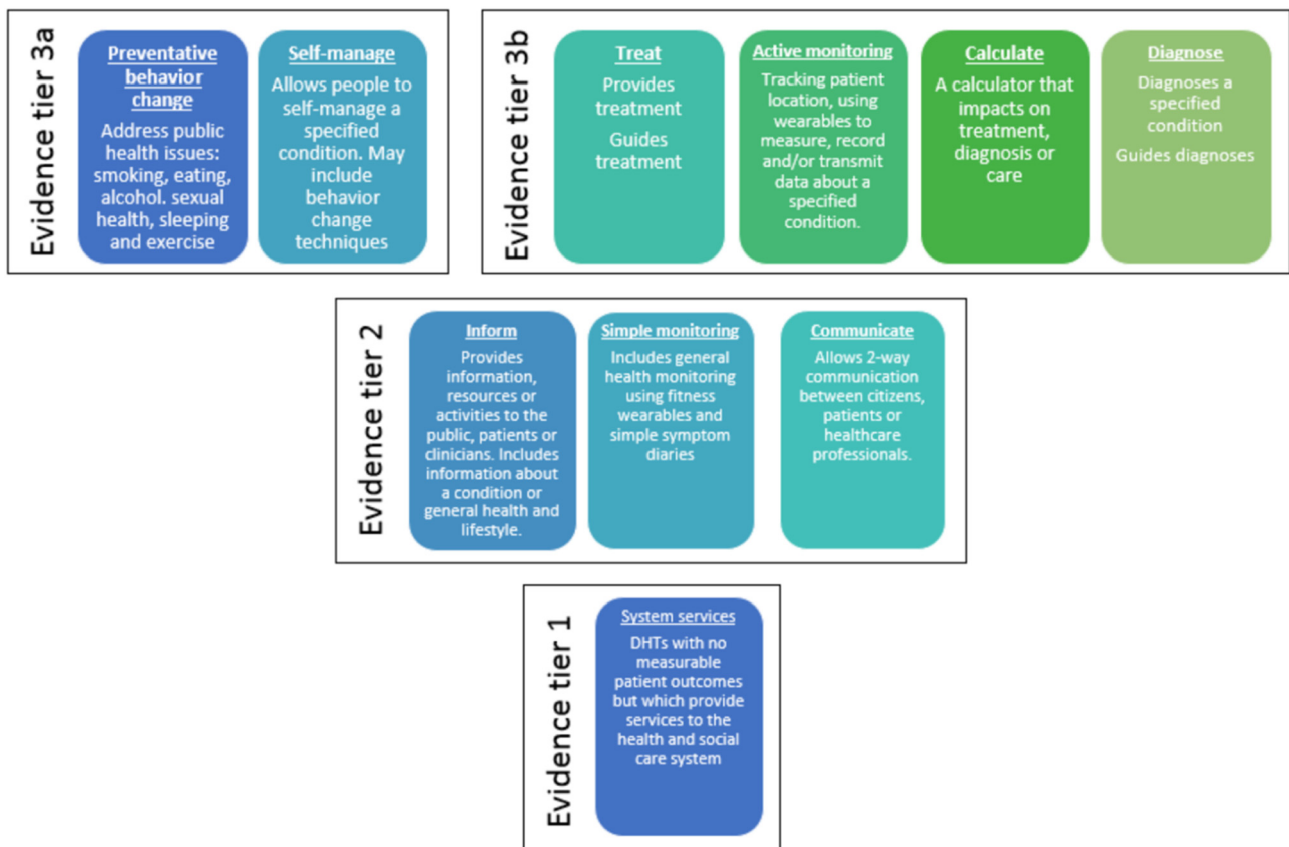 Evidence tier 3a
Preventative
behavior
change
Address public
health issues:
smoking, eating,
alcohol. sexual
health, sleeping
and exercise
Self-manage
Allows people to
self-manage a
specified
condition. May
include
behavior
change
techniques
Evidence tier 3b
Treat
Provides
treatment
Guides
treatment
Active monitoring
Tracking patient
location, using
wearables to
measure, record
and/or transmit
data about a
specified
condition.
Calculate
A calculator that
impacts on
treatment,
diagnosis or
care
Diagnose
Diagnoses a
specified
condition
Guides diagnoses
Evidence tier 2
Inform
Provides
information,
resources or
activities to the
public, patients or
clinicians. Includes
information about
a condition or
general health and
lifestyle.
Simple monitoring
Includes general
health monitoring
using fitness
wearables and
simple symptom
diaries
Communicate
Allows 2-way
communication
between citizens,
patients or
healthcare
professionals.
Evidence tier 1
System services
DHTs with no
measurable
patient outcomes
but which provide
services to the
health and social
care system